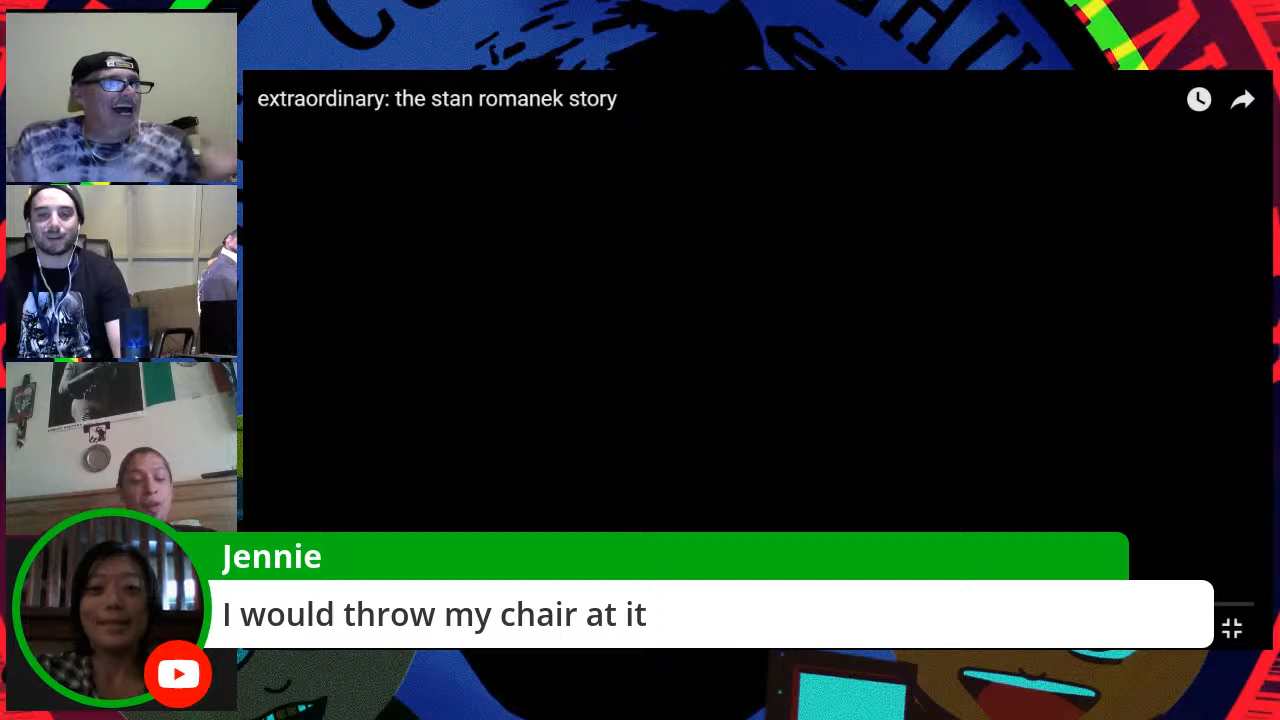 extraordinary: the stan romanek story
Jennie
I would throw my chair at it